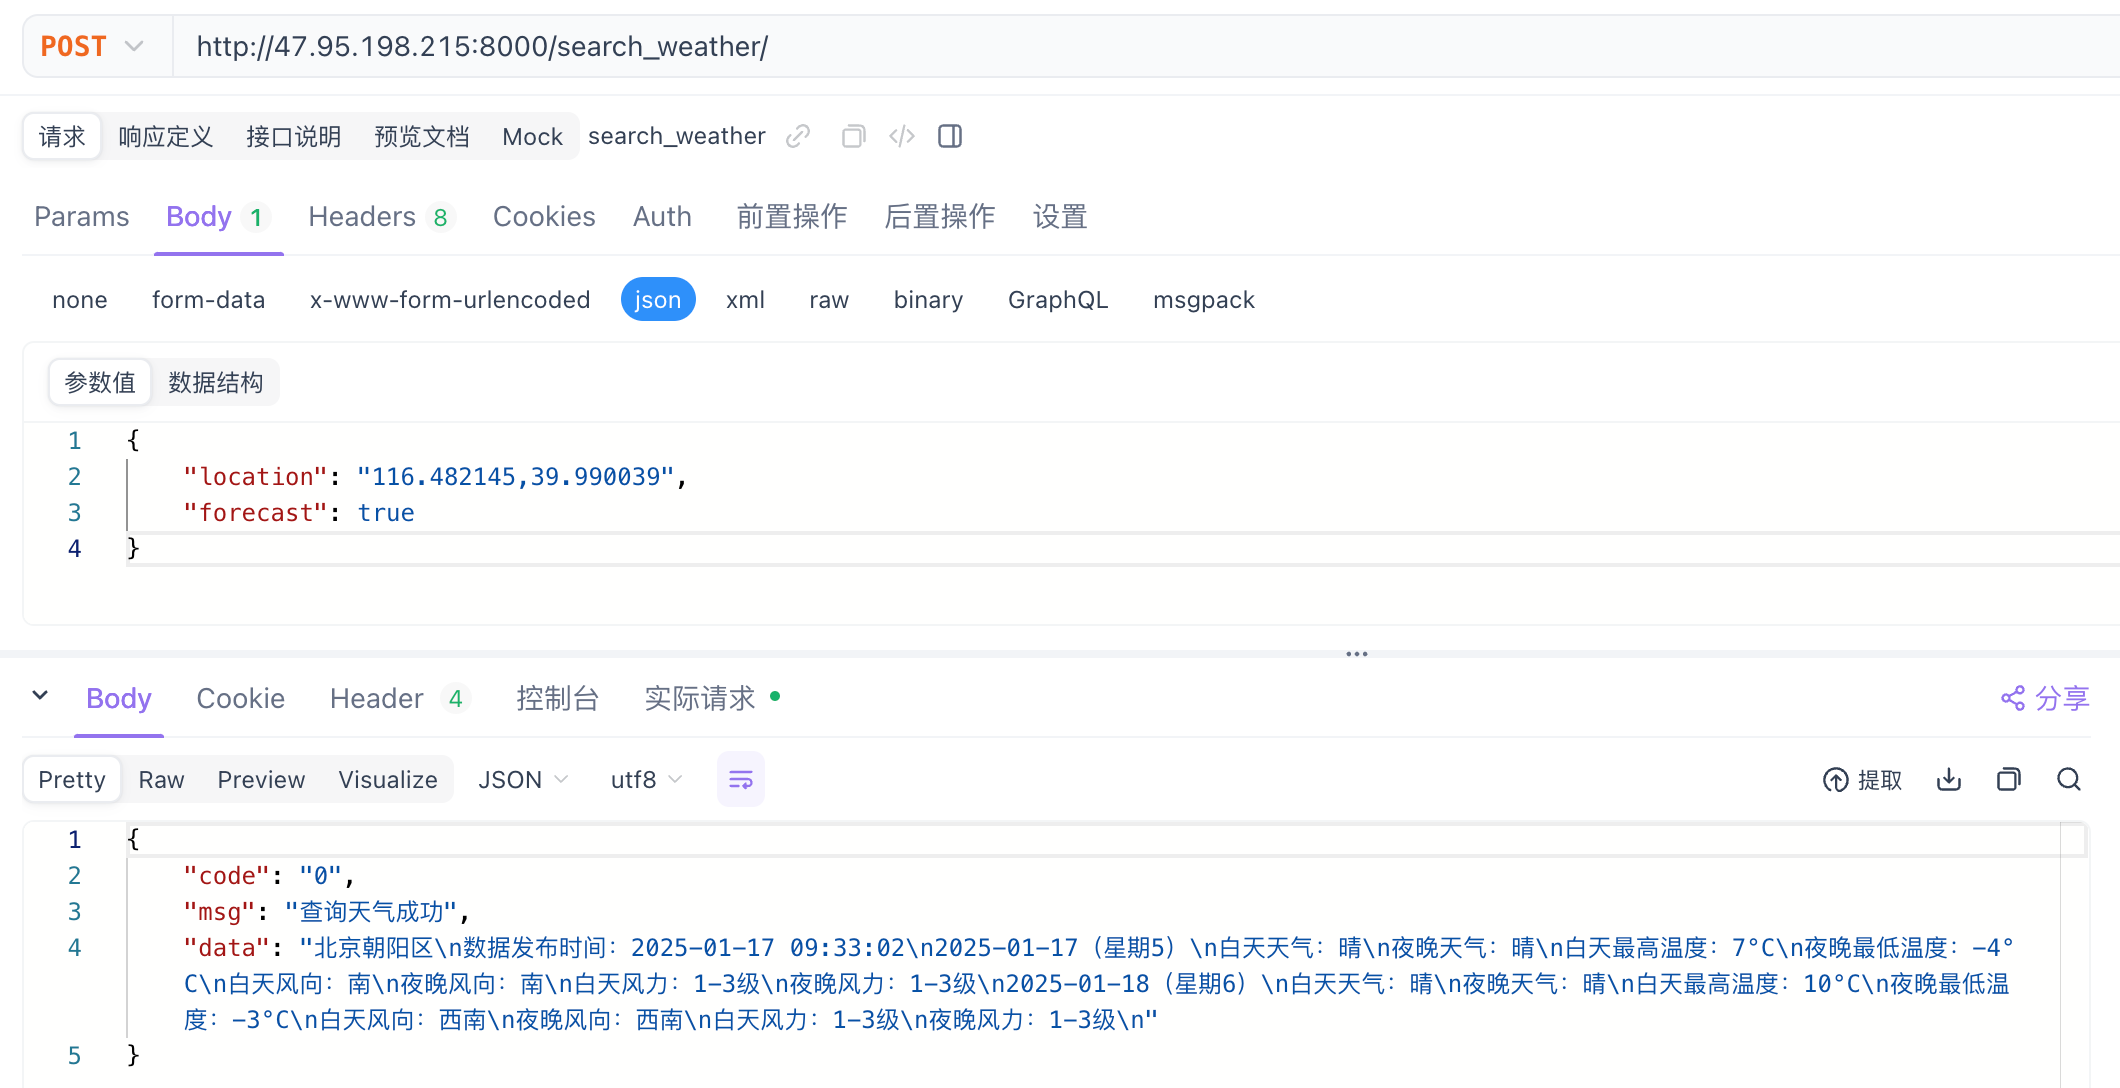 POST http://47.95.198.215:8000/search_weather/
请求 响应定义 接口说明 预览文档 Mock search_weather
Params Body 1 Headers 8 Cookies Auth 前置操作 后置操作 设置
none form-data x-www-form-urlencoded json xml raw binary GraphQL msgpack
参数值 数据结构
1 {
2 "location": "116.482145,39.990039",
3 "forecast": true
4 }
Body Cookie Header 4 控制台 实际请求 分享
Pretty Raw Preview Visualize JSON utf8 提取
1 {
2 "code": "0",
3 "msg": "查询天气成功",
4 "data": "北京朝阳区\n数据发布时间：2025-01-17 09:33:02\n2025-01-17（星期5）\n白天天气：晴\n夜晚天气：晴\n白天最高温度：7°C\n夜晚最低温度：-4°
C\n白天风向：南\n夜晚风向：南\n白天风力：1-3级\n夜晚风力：1-3级\n2025-01-18（星期6）\n白天天气：晴\n夜晚天气：晴\n白天最高温度：10°C\n夜晚最低温
度：-3°C\n白天风向：西南\n夜晚风向：西南\n白天风力：1-3级\n夜晚风力：1-3级\n"
5 }